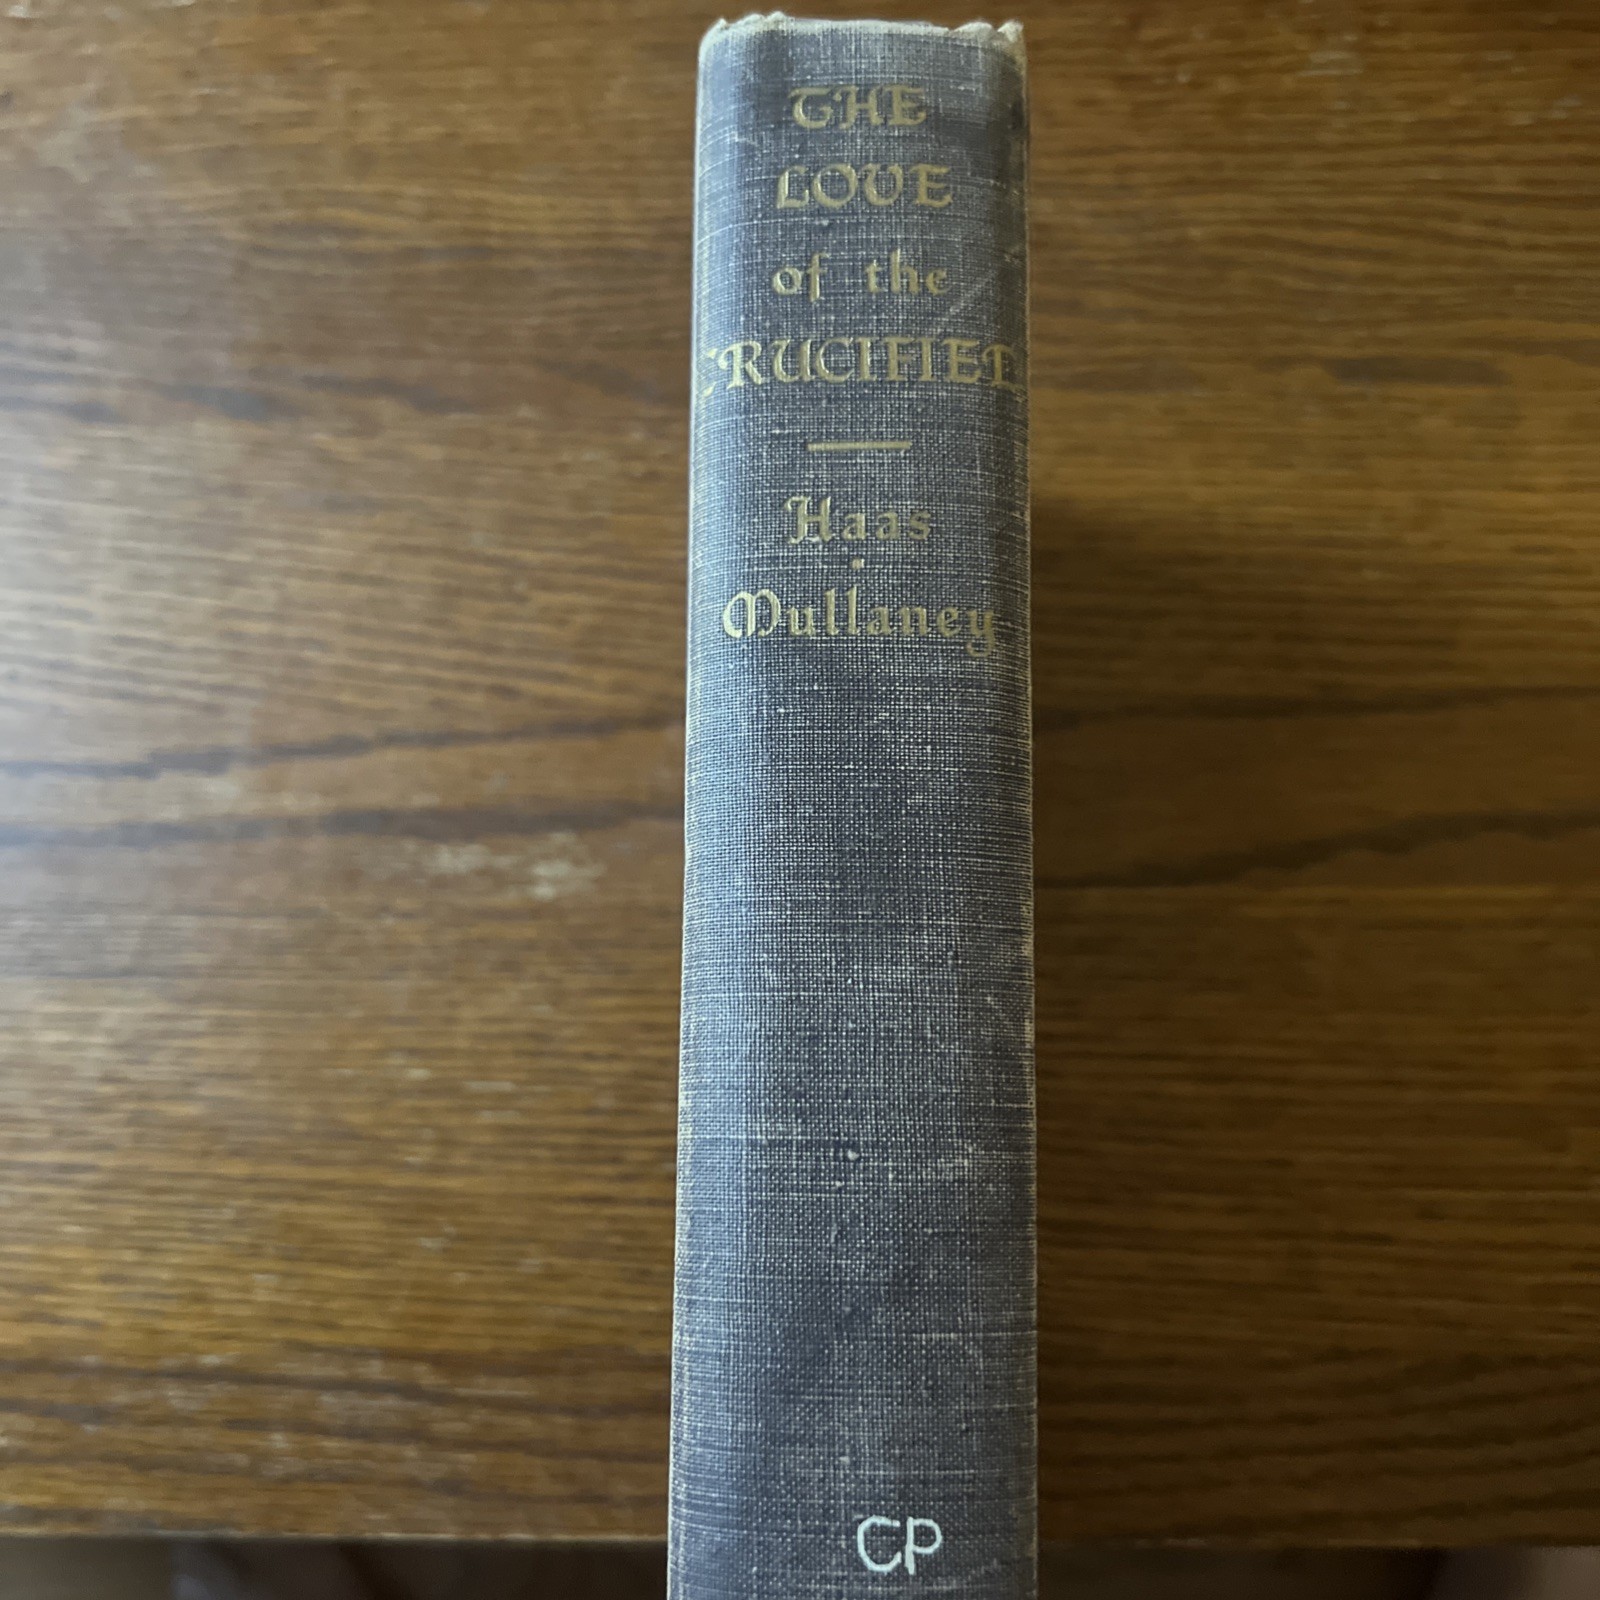 THE
LOVE
of the
CRUCIFIED
Haas
Mullaney
CP